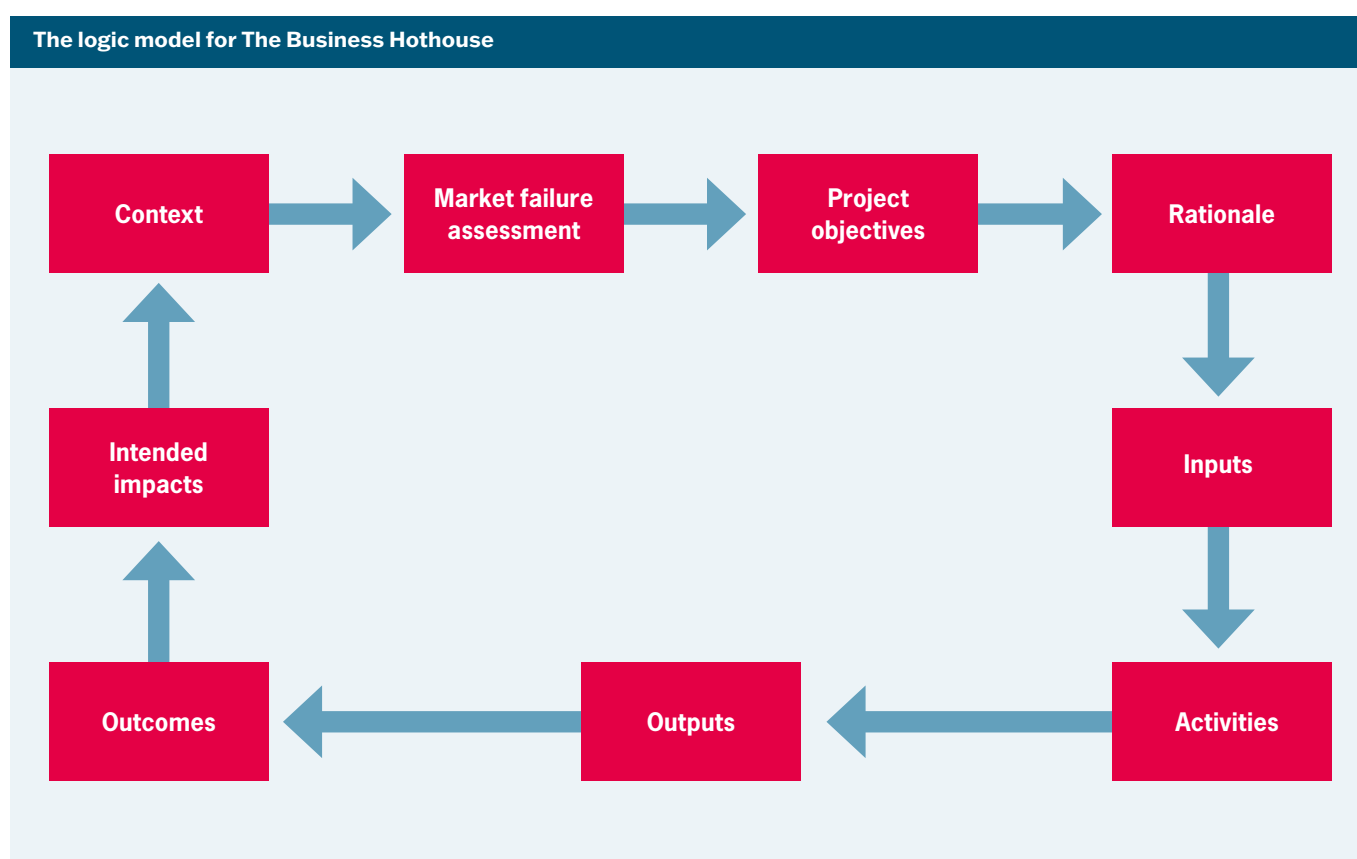 The logic model for The Business Hothouse
Context
Market failure
assessment
Project
objectives
Rationale
Intended
impacts
Inputs
Outcomes
Outputs
Activities